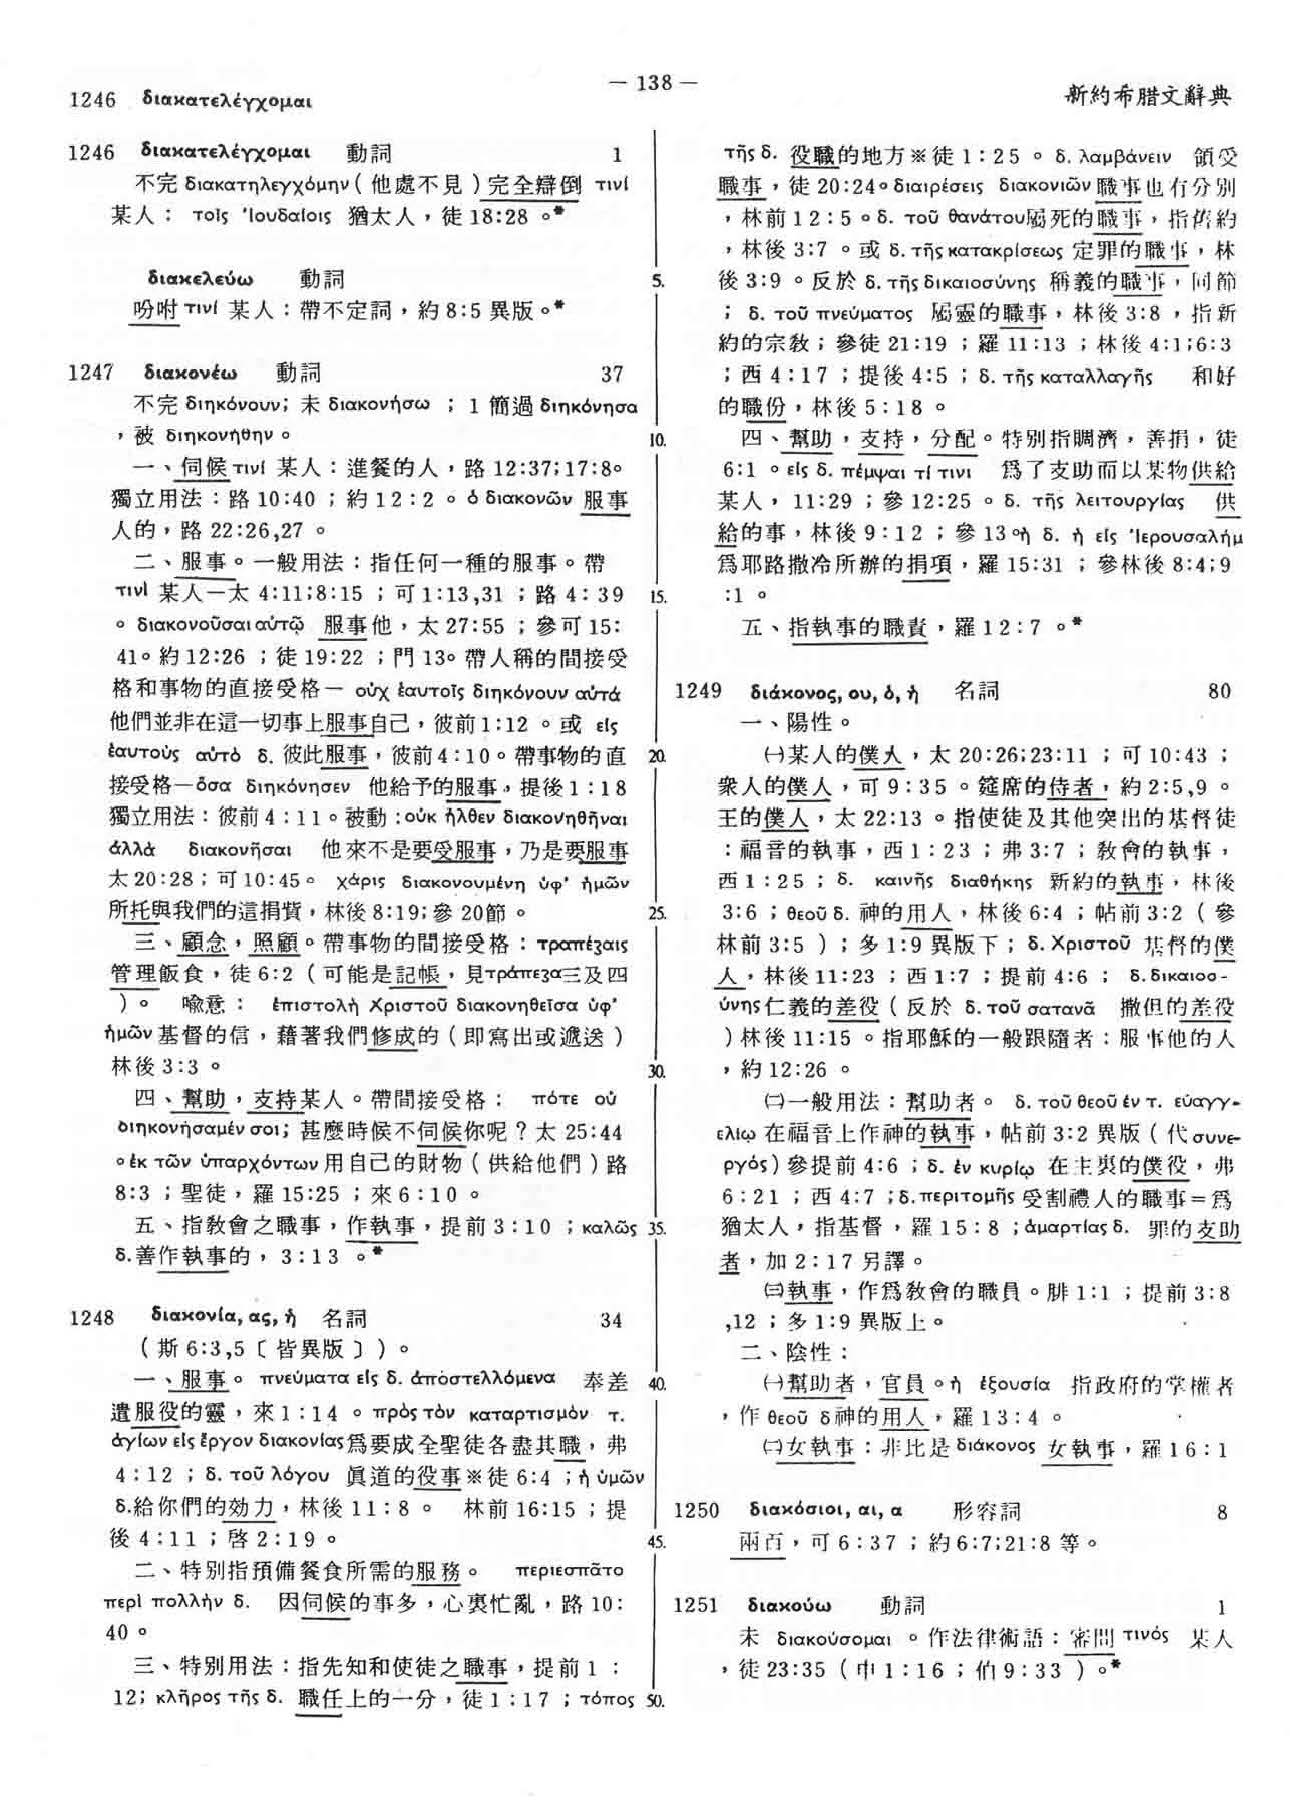 1246 διακατελέγχομαι
— 138 —
新約希腊文辭典
1246 διακατελέγχομαι 動詞 1
不完 διακατηλεγχόμην ( 他處不見 ) 完全辯倒 τινί
某人： τοῖς Ἰουδαίοις 猶太人，徒 18:28 。*
διακελεύω 動詞
吩咐 τινί 某人：帶不定詞，約 8:5 異版。*
1247 διακονέω 動詞 37
不完 διηκόνουν; 未 διακονήσω ；1 簡過 διηκόνησα
，被 διηκονήθην 。
一、伺候 τινί 某人：進餐的人，路 12:37; 17:8。
獨立用法：路 10:40 ；約 12:2 。 ὁ διακονῶν 服事
人的，路 22:26,27 。
二、服事。一般用法：指任何一種的服事。帶
τινί 某人—太 4:11;8:15 ；可 1:13,31 ；路 4:39
。 διακονοῦσαι αὐτῷ 服事他，太 27:55 ；參可 15:
41。約 12:26 ；徒 19:22 ；門 13。帶人稱的間接受
格和事物的直接受格— οὐχ ἑαυτοῖς διηκόνουν αὐτά
他們並非在這一切事上服事自己，彼前 1:12 。或 εἰς
ἑαυτοὺς αὐτὸ δ. 彼此服事，彼前 4:10。帶事物的直
接受格—ὅσα διηκόνησεν 他給予的服事，提後 1:18
獨立用法：彼前 4:11。被動：οὐκ ἦλθεν διακονηθῆναι
ἀλλὰ διακονῆσαι 他來不是要受服事，乃是要服事
太 20:28；可 10:45。 χάρις διακονουμένη ὑφ' ἡμῶν
所托與我們的這捐貲，林後 8:19; 參 20節。
三、顧念，照顧。帶事物的間接受格：τραπέζαις
管理飯食，徒 6:2 ( 可能是記帳，見τράπεζα三及四
) 。 喩意： ἐπιστολὴ Χριστοῦ διακονηθεῖσα ὑφ'
ἡμῶν 基督的信，藉著我們修成的 ( 即寫出或遞送 )
林後 3:3 。
四、幫助，支持某人。帶間接受格： πότε οὐ
διηκονήσαμέν σοι; 甚麼時候不伺候你呢？太 25:44
。ἐκ τῶν ὑπαρχόντων 用自己的財物 ( 供給他們 ) 路
8:3 ；聖徒，羅 15:25 ；來 6:10 。
五、指教會之職事，作執事，提前 3:10 ；καλῶς
δ.善作執事的，3:13 。*
1248 διακονία, ας, ἡ 名詞 34
( 斯 6:3,5〔皆異版〕) 。
一、服事。 πνεύματα εἰς δ. ἀποστελλόμενα 奉差
遣服役的靈，來 1:14 。πρὸς τὸν καταρτισμὸν τ.
ἁγίων εἰς ἔργον διακονίας爲要成全聖徒各盡其職，弗
4:12 ；δ. τοῦ λόγου 眞道的役事※徒 6:4 ；ἡ ὑμῶν
δ.給你們的効力，林後 11:8 。 林前 16:15 ；提
後 4:11 ；啓 2:19 。
二、特別指預備餐食所需的服務。 περιεσπᾶτο
περὶ πολλὴν δ. 因伺候的事多，心裏忙亂，路 10:
40 。
三、特別用法：指先知和使徒之職事，提前 1 ：
12; κλῆρος τῆς δ. 職任上的一分，徒 1:17 ；τόπος
5.
10.
15.
20.
25.
30.
35.
40.
45.
50.
τῆς δ. 役職的地方※徒 1:25 。 δ. λαμβάνειν 領受
職事，徒 20:24。διαιρέσεις διακονιῶν 職事也有分別
，林前 12:5 。δ. τοῦ θανάτου屬死的職事，指舊約
，林後 3:7 。或 δ. τῆς κατακρίσεως 定罪的職事，林
後 3:9 。反於 δ. τῆς δικαιοσύνης 稱義的職事，同節
； δ. τοῦ πνεύματος 屬靈的職事，林後 3:8 ，指新
約的宗教；參徒 21:19 ；羅 11:13 ；林後 4:1;6:3
；西 4:17 ；提後 4:5 ；δ. τῆς καταλλαγῆς 和好
的職份，林後 5:18 。
四、幫助，支持，分配。特別指賙濟，善捐，徒
6:1 。εἰς δ. πέμψαι τί τινι 爲了支助而以某物供給
某人， 11:29 ；參 12:25 。 δ. τῆς λειτουργίας 供
給的事，林後 9:12 ；參 13。ἡ δ. ἡ εἰς Ἰερουσαλήμ
爲耶路撒冷所辦的捐項，羅 15:31 ；參林後 8:4; 9
:1 。
五、指執事的職責，羅 12:7 。*
1249 διάκονος, ου, ὁ, ἡ 名詞 80
一、陽性。
㈠某人的僕人，太 20:26;23:11 ；可 10:43 ；
衆人的僕人，可 9:35 。筵席的侍者，約 2:5,9 。
王的僕人，太 22:13 。指使徒及其他突出的基督徒
：福音的執事，西 1:23 ；弗 3:7 ；教會的執事，
西 1:25 ；δ. καινῆς διαθήκης 新約的執事，林後
3:6 ；θεοῦ δ. 神的用人，林後 6:4 ；帖前 3:2 ( 參
林前 3:5 ) ；多 1:9 異版下；δ. Χριστοῦ 基督的僕
人，林後 11:23 ；西 1:7 ；提前 4:6 ； δ.δικαιοσ-
ύνης仁義的差役 ( 反於 δ. τοῦ σατανᾶ 撒但的差役
) 林後 11:15 。指耶穌的一般跟隨者：服事他的人
，約 12:26 。
㈡一般用法：幫助者。 δ. τοῦ θεοῦ ἐν τ. εὐαγγ-
ελίῳ 在福音上作神的執事，帖前 3:2 異版 ( 代 συνε-
ργός) 參提前 4:6 ；δ. ἐν κυρίῳ 在主裏的僕役，弗
6:21 ；西 4:7 ；δ.περιτομῆς 受割禮人的職事＝爲
猶太人，指基督，羅 15:8 ；ἁμαρτίας δ. 罪的支助
者，加 2:17 另譯。
㈢執事，作爲教會的職員。腓 1:1 ；提前 3:8
,12 ；多 1:9 異版上。
二、陰性：
㈠幫助者，官員。ἡ ἐξουσία 指政府的掌權者
，作 θεοῦ δ神的用人，羅 13:4 。
㈡女執事：非比是διάκονος 女執事，羅 16:1
1250 διακόσιοι, αι, α 形容詞 8
兩百，可 6:37 ；約 6:7;21:8 等。
1251 διακούω 動詞 1
未 διακούσομαι 。作法律術語：審問 τινός 某人
，徒 23:35 ( 申 1:16 ；伯 9:33 ) 。*